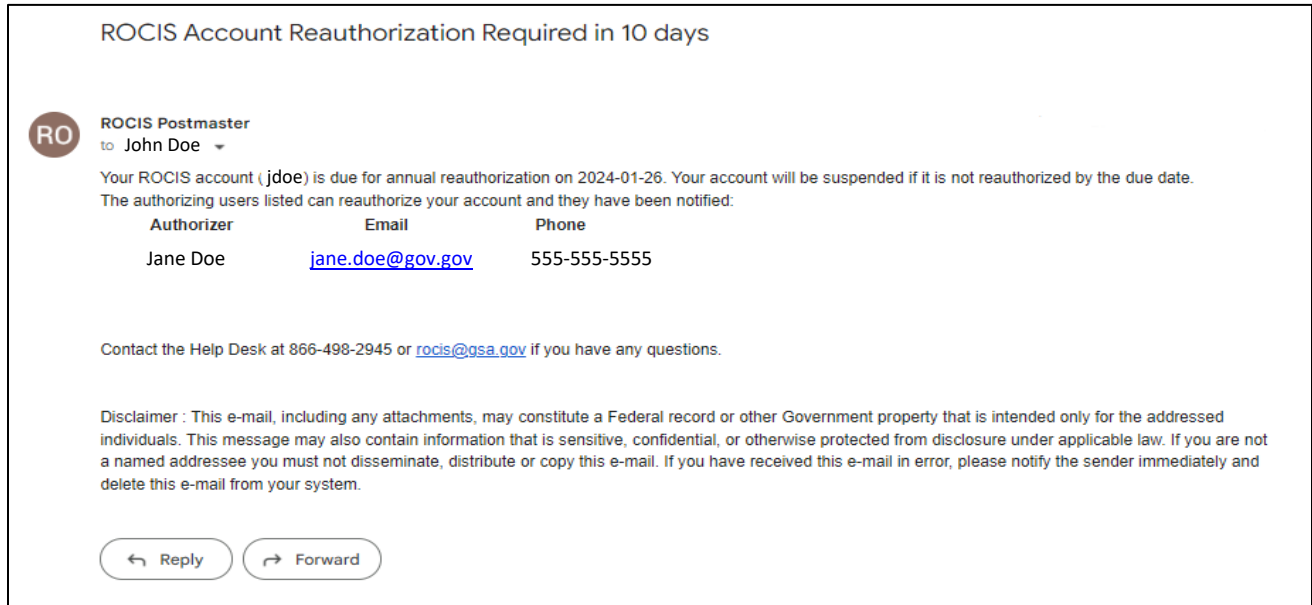 ROCIS Account Reauthorization Required in 10 days
RO
ROCIS Postmaster
to John Doe
Your ROCIS account (jdoe) is due for annual reauthorization on 2024-01-26. Your account will be suspended if it is not reauthorized by the due date.
The authorizing users listed can reauthorize your account and they have been notified:
Authorizer Email Phone
Jane Doe jane.doe@gov.gov 555-555-5555
Contact the Help Desk at 866-498-2945 or rocis@gsa.gov if you have any questions.
Disclaimer : This e-mail, including any attachments, may constitute a Federal record or other Government property that is intended only for the addressed
individuals. This message may also contain information that is sensitive, confidential, or otherwise protected from disclosure under applicable law. If you are not
a named addressee you must not disseminate, distribute or copy this e-mail. If you have received this e-mail in error, please notify the sender immediately and
delete this e-mail from your system.
Reply Forward